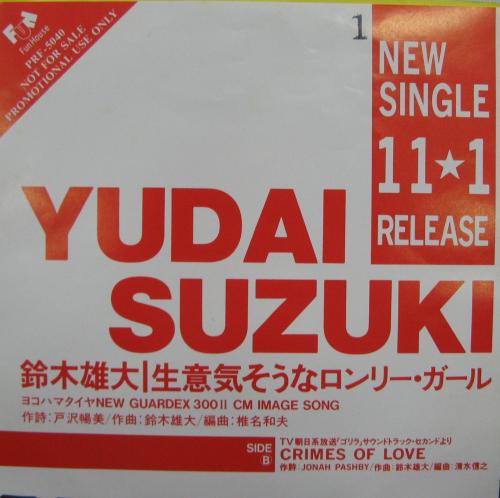 Fun
FunHouse
PRF-5040
NOT FOR SALE
PROMOTIONAL USE ONLY
1
NEW
SINGLE
11★1
RELEASE
YUDAI
SUZUKI
鈴木雄大|生意気そうなロンリー・ガール
ヨコハマタイヤNEW GUARDEX 300II CM IMAGE SONG
作詩:戸沢暢美/作曲:鈴木雄大/編曲:椎名和夫
SIDE
B
TV朝日系放送「ゴリラ」サウンドトラック・セカンドより
CRIMES OF LOVE
作詩:JONAH PASHBY/作曲:鈴木雄大/編曲:清水信之